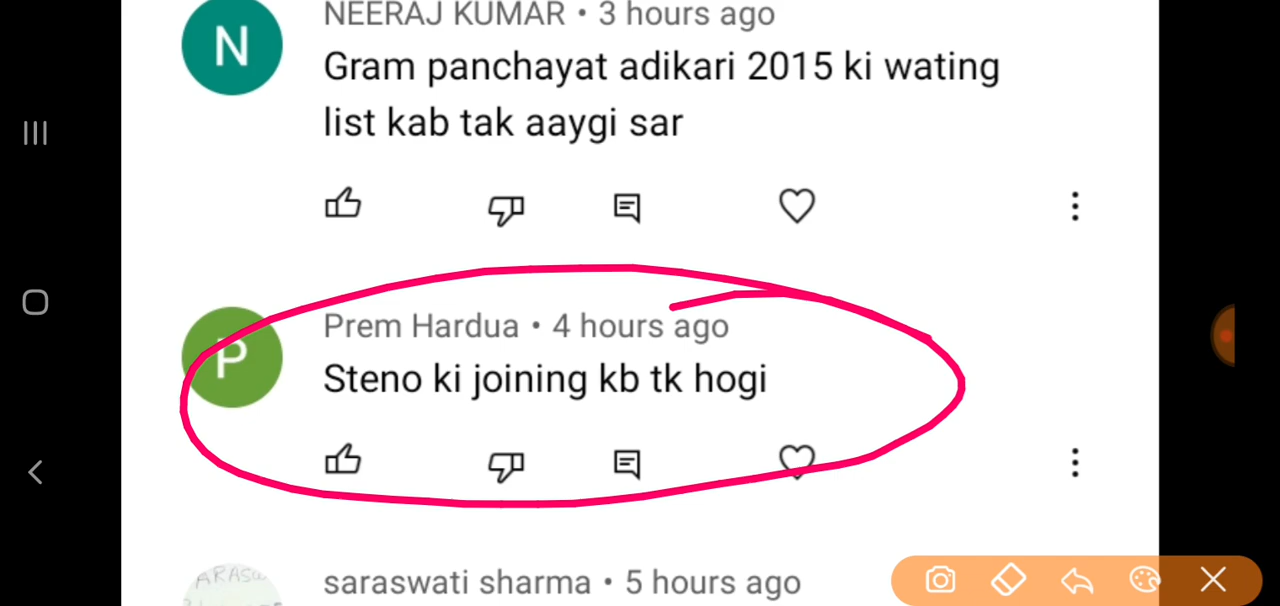 N
NEERAJ KUMAR • 3 hours ago
Gram panchayat adikari 2015 ki wating
list kab tak aaygi sar
P
Prem Hardua • 4 hours ago
Steno ki joining kb tk hogi
saraswati sharma • 5 hours ago